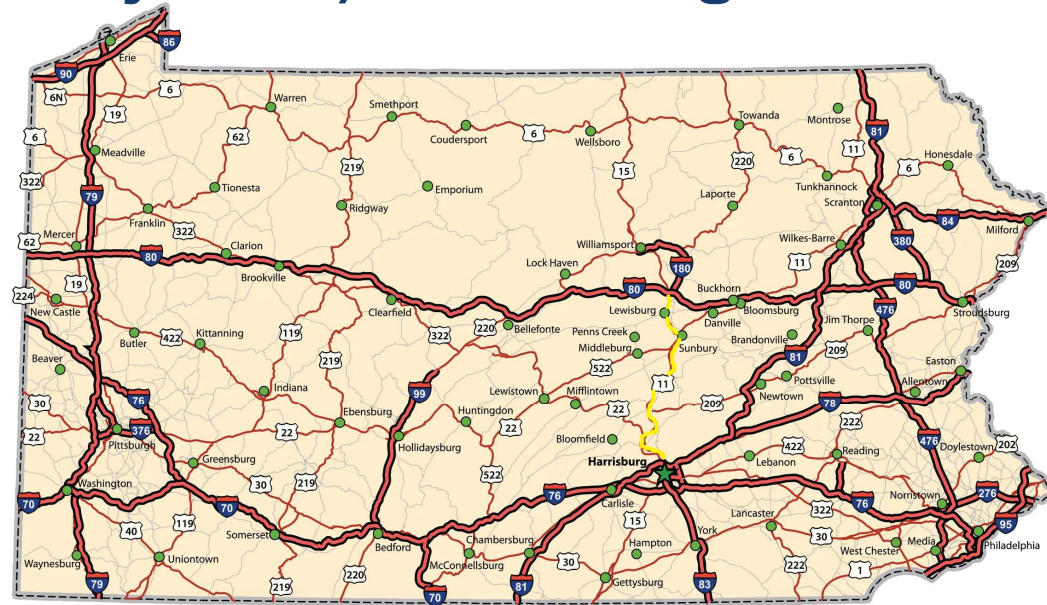 86
90
Erie
6N
6
19
Warren
Smethport
Coudersport
6
Wellsboro
Towanda
Montrose
81
11
Honesdale
6
62
6
Meadville
322
79
Tionesta
219
Emporium
15
220
6
Tunkhannock
Laporte
Scranton
Ridgway
Franklin
322
84
Milford
62
Mercer
80
Clarion
Brookville
Williamsport
Lock Haven
180
Wilkes-Barre
380
11
209
19
224
New Castle
80
Buckhorn
Bloomsburg
80
Stroudsburg
Clearfield
Lewisburg
Danville
476
Jim Thorpe
Butler
422
Kittanning
119
322
220
Bellefonte
Penns Creek
Middleburg
Sunbury
Brandonville
81
209
Beaver
219
522
Easton
Allentown
30
76
Indiana
99
Lewistown
Mifflintown
11
Pottsville
Newtown
78
22
376
Pittsburgh
22
Ebensburg
Huntingdon
22
22
209
222
Hollidaysburg
Bloomfield
476
Doylestown
202
Greensburg
Harrisburg
422
Lebanon
Reading
Washington
30
219
522
76
Carlisle
70
70
Norristown
276
76
119
40
Somerset
Bedford
Chambersburg
15
York
Lancaster
322
95
30
Philadelphia
Media
West Chester
Waynesburg
Uniontown
McConnellsburg
Hampton
30
Gettysburg
220
222
1
79
219
70
81
83